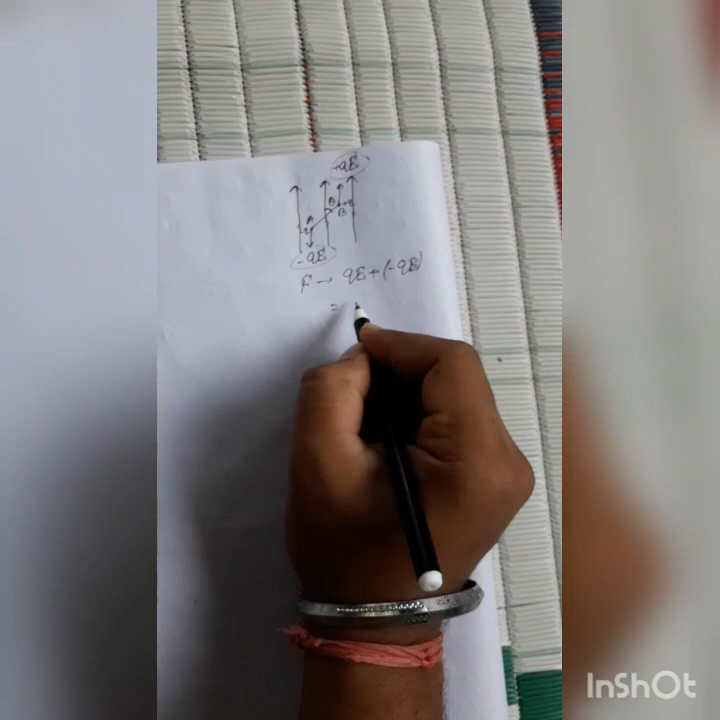 +qE
A
θ
B
-qE
F → qE + (-qE)
=
InShOt